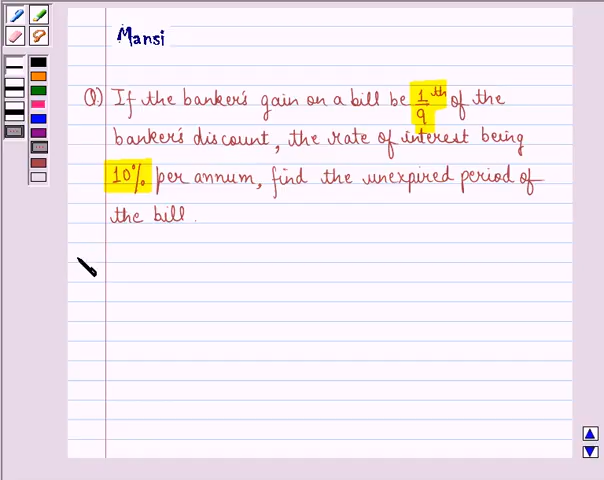 Mansi
Q) If the banker's gain on a bill be 1/9 th of the
banker's discount, the rate of interest being
10% per annum, find the unexpired period of
the bill.